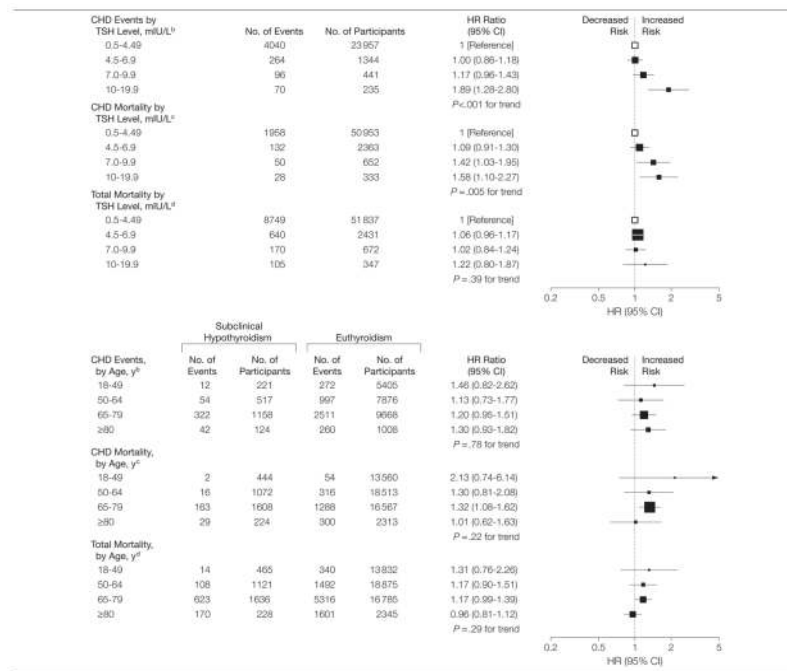 CHD Events by Decreased Increased
TSH Level, mIU/Lb No. of Events No. of Participants HR Ratio (95% CI) Risk Risk
0.5-4.49 4040 23957 1 [Reference]
4.5-6.9 264 1344 1.00 (0.86-1.18)
7.0-9.9 96 441 1.17 (0.96-1.43)
10-19.9 70 235 1.89 (1.28-2.80)
P<.001 for trend
CHD Mortality by
TSH Level, mIU/Lc
0.5-4.49 1958 50953 1 [Reference]
4.5-6.9 132 2363 1.09 (0.91-1.30)
7.0-9.9 50 652 1.42 (1.03-1.95)
10-19.9 28 333 1.58 (1.10-2.27)
P=.005 for trend
Total Mortality by
TSH Level, mIU/Ld
0.5-4.49 8749 51837 1 [Reference]
4.5-6.9 640 2431 1.06 (0.96-1.17)
7.0-9.9 170 672 1.02 (0.84-1.24)
10-19.9 105 347 1.22 (0.80-1.87)
P=.39 for trend
0.2 0.5 1 2 5
HR (95% CI)
Subclinical
Hypothyroidism Euthyroidism
CHD Events, No. of No. of No. of No. of HR Ratio Decreased Increased
by Age, yb Events Participants Events Participants (95% CI) Risk Risk
18-49 12 221 272 5405 1.46 (0.82-2.62)
50-64 54 517 997 7876 1.13 (0.73-1.77)
65-79 322 1158 2511 9668 1.20 (0.95-1.51)
≥80 42 124 260 1008 1.30 (0.93-1.82)
P=.78 for trend
CHD Mortality,
by Age, yc
18-49 2 444 54 13560 2.13 (0.74-6.14)
50-64 16 1072 316 18513 1.30 (0.81-2.08)
65-79 163 1608 1288 16567 1.32 (1.08-1.62)
≥80 29 224 300 2313 1.01 (0.62-1.63)
P=.22 for trend
Total Mortality,
by Age, yd
18-49 14 465 340 13832 1.31 (0.76-2.26)
50-64 108 1121 1492 18875 1.17 (0.90-1.51)
65-79 623 1636 5316 16785 1.17 (0.99-1.39)
≥80 170 228 1601 2345 0.96 (0.81-1.12)
P=.29 for trend
0.2 0.5 1 2 5
HR (95% CI)